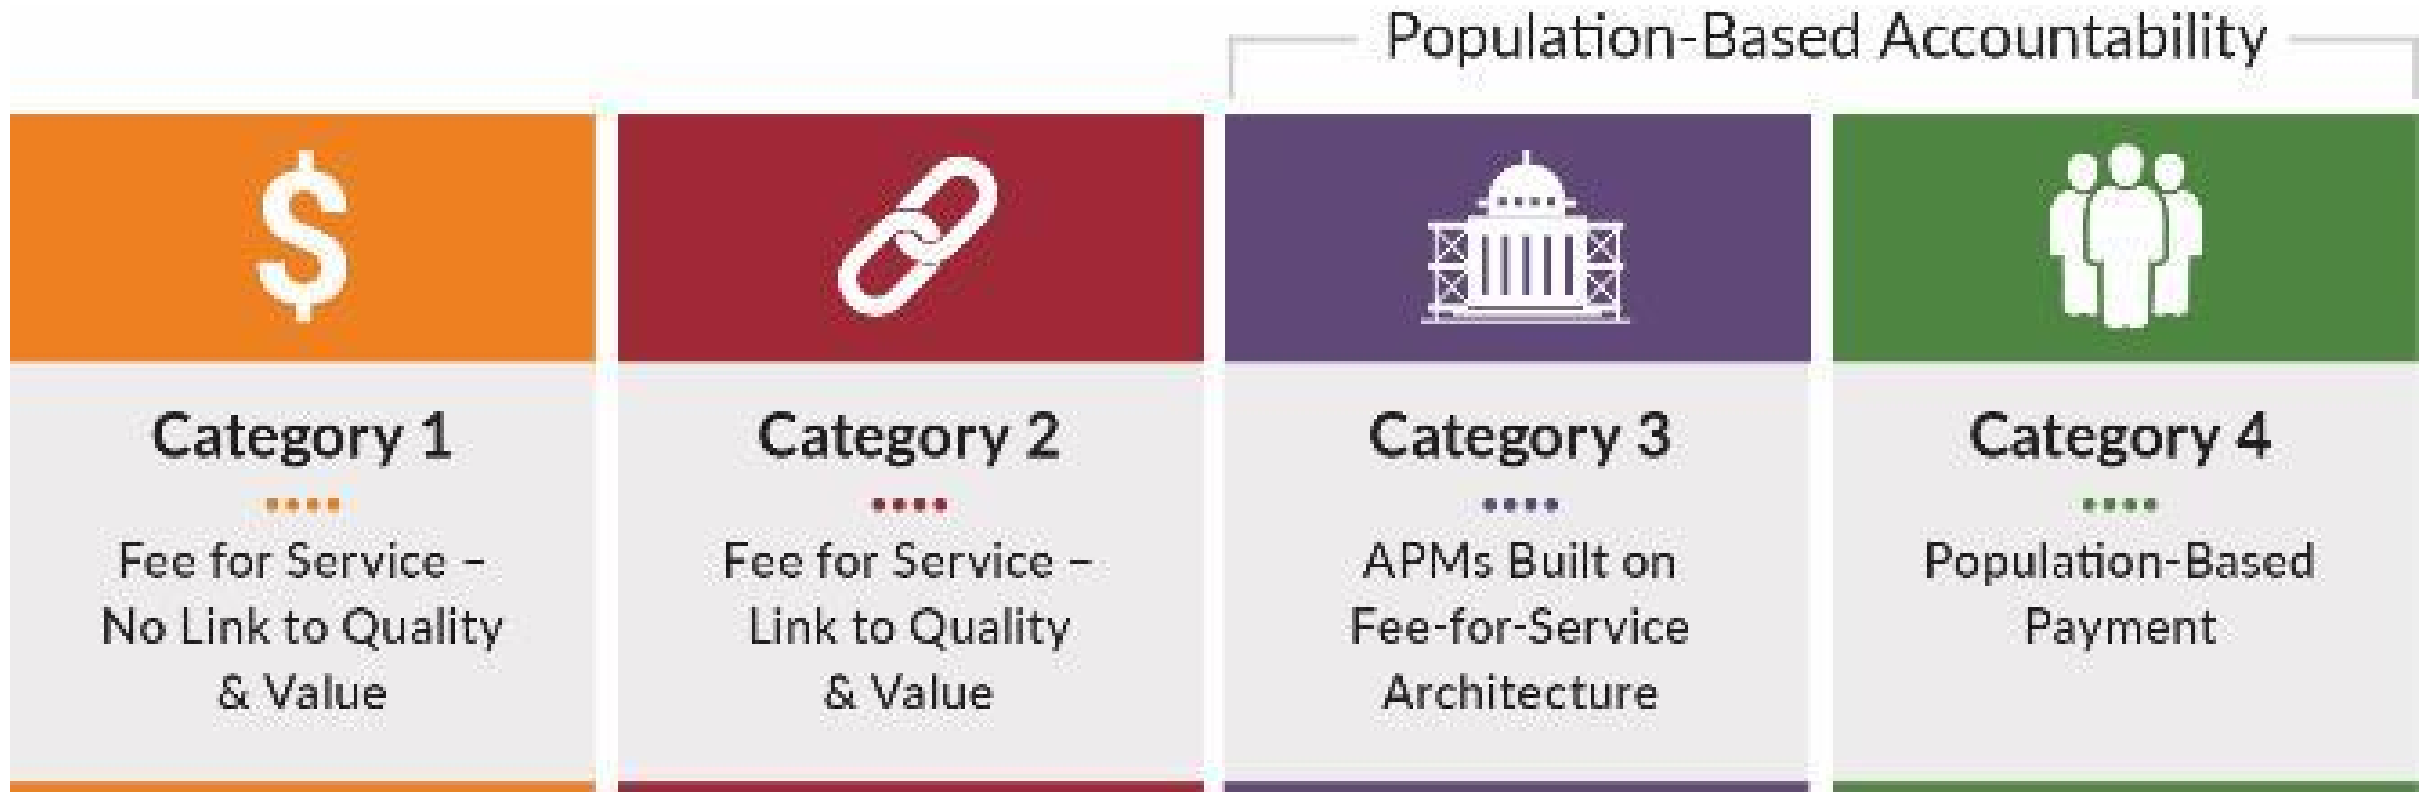 Population-Based Accountability
$
Category 1
Fee for Service –
No Link to Quality
& Value
Category 2
Fee for Service –
Link to Quality
& Value
Category 3
APMs Built on
Fee-for-Service
Architecture
Category 4
Population-Based
Payment